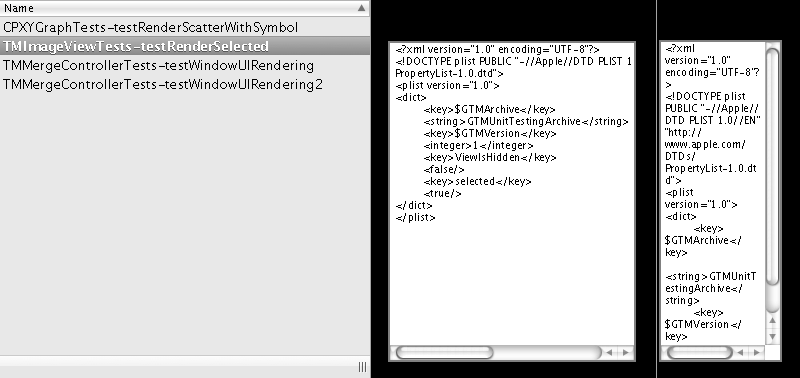 Name
CPXYGraphTests-testRenderScatterWithSymbol
TMImageViewTests-testRenderSelected
TMMergeControllerTests-testWindowUIRendering
TMMergeControllerTests-testWindowUIRendering2
<?xml version="1.0" encoding="UTF-8"?>
<!DOCTYPE plist PUBLIC "-//Apple//DTD PLIST 1
PropertyList-1.0.dtd">
<plist version="1.0">
<dict>
<key>$GTMArchive</key>
<string>GTMUnitTestingArchive</string>
<key>$GTMVersion</key>
<integer>1</integer>
<key>ViewIsHidden</key>
<false/>
<key>selected</key>
<true/>
</dict>
</plist>
<?xml
version="1.0"
encoding="UTF-8"?
>
<!DOCTYPE plist
PUBLIC "-//Apple//
DTD PLIST 1.0//EN"
"http://
www.apple.com/
DTDs/
PropertyList-1.0.dt
d">
<plist
version="1.0">
<dict>
<key>
$GTMArchive</
key>
<string>GTMUnitT
estingArchive</
string>
<key>
$GTMVersion</
key>